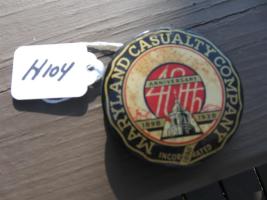 H104
MARYLAND CASUALTY COMPANY
40th
ANNIVERSARY
1898 1938
INCORPORATED